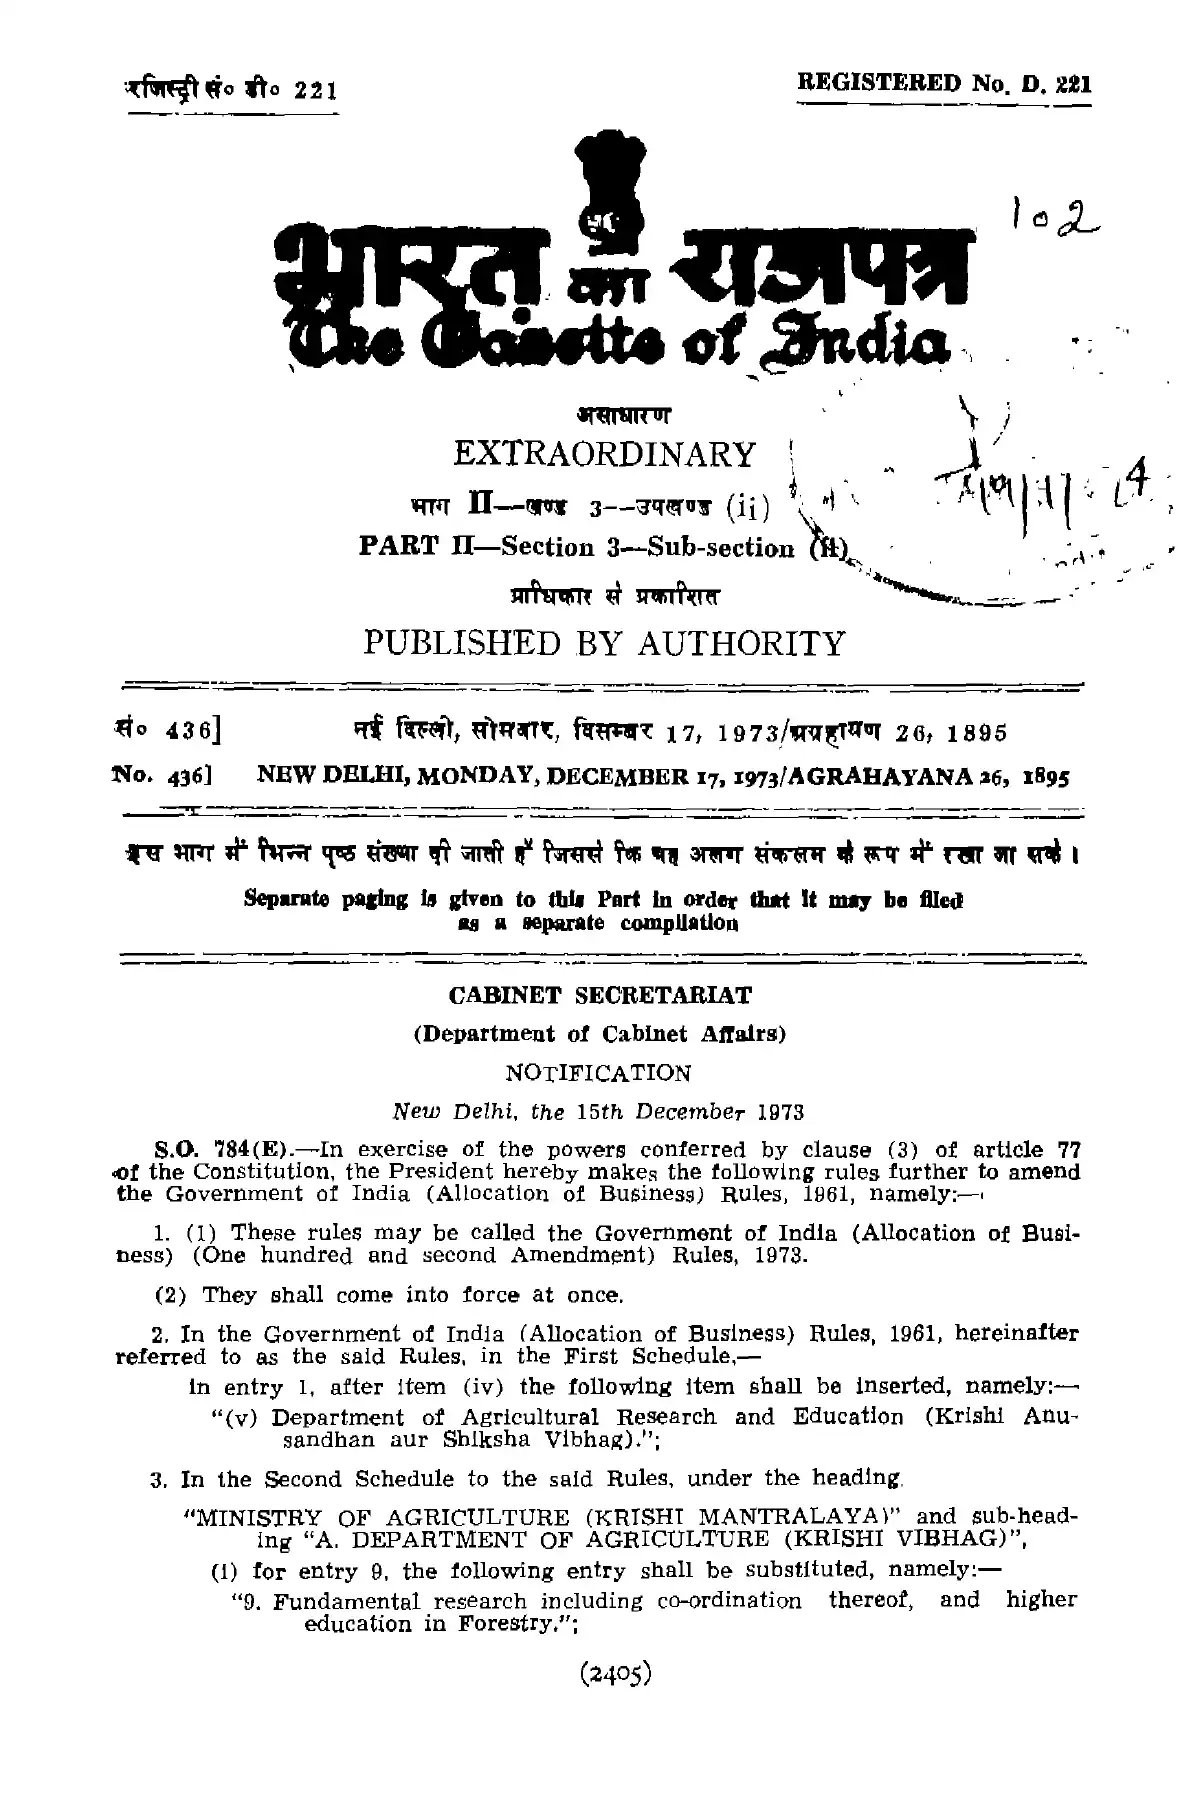 रजिस्ट्री सं० डी० 221
REGISTERED No. D. 221
102
भारत का राजपत्र
The Gazette of India
असाधारण
EXTRAORDINARY
भाग II—खण्ड 3--उपखण्ड (ii)
PART II—Section 3—Sub-section (ii)
प्राधिकार से प्रकाशित
PUBLISHED BY AUTHORITY
सं० 436]
नई दिल्ली, सोमवार, दिसम्बर 17, 1973/अग्रहायण 26, 1895
No. 436]
NEW DELHI, MONDAY, DECEMBER 17, 1973/AGRAHAYANA 26, 1895
इस भाग में भिन्न पृष्ठ संख्या दी जाती है जिससे कि यह अलग संकलन के रूप में रखा जा सके।
Separate paging is given to this Part in order that it may be filed
as a separate compilation
CABINET SECRETARIAT
(Department of Cabinet Affairs)
NOTIFICATION
New Delhi, the 15th December 1973
S.O. 784(E).—In exercise of the powers conferred by clause (3) of article 77
of the Constitution, the President hereby makes the following rules further to amend
the Government of India (Allocation of Business) Rules, 1961, namely:—
1. (1) These rules may be called the Government of India (Allocation of Busi-
ness) (One hundred and second Amendment) Rules, 1973.
(2) They shall come into force at once.
2. In the Government of India (Allocation of Business) Rules, 1961, hereinafter
referred to as the said Rules, in the First Schedule,—
in entry 1, after item (iv) the following item shall be inserted, namely:—
"(v) Department of Agricultural Research and Education (Krishi Anu-
sandhan aur Shiksha Vibhag).";
3. In the Second Schedule to the said Rules, under the heading
"MINISTRY OF AGRICULTURE (KRISHI MANTRALAYA)" and sub-head-
ing "A. DEPARTMENT OF AGRICULTURE (KRISHI VIBHAG)",
(i) for entry 9, the following entry shall be substituted, namely:—
"9. Fundamental research including co-ordination thereof, and higher
education in Forestry.";
(2405)